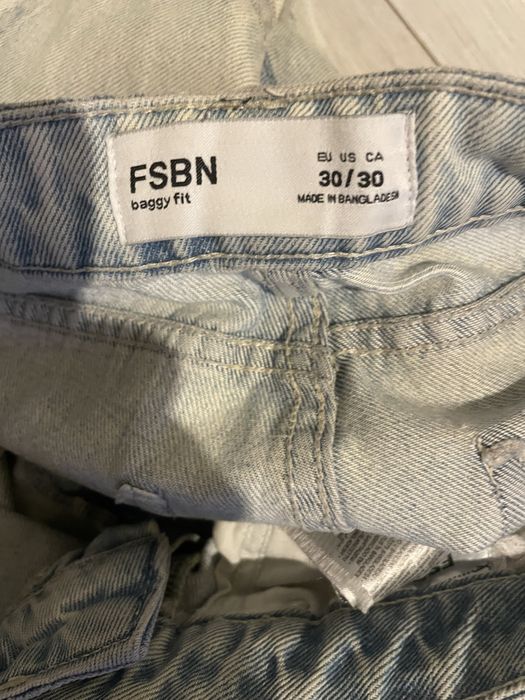 FSBN
baggy fit
EU US CA
30/30
MADE IN BANGLADESH